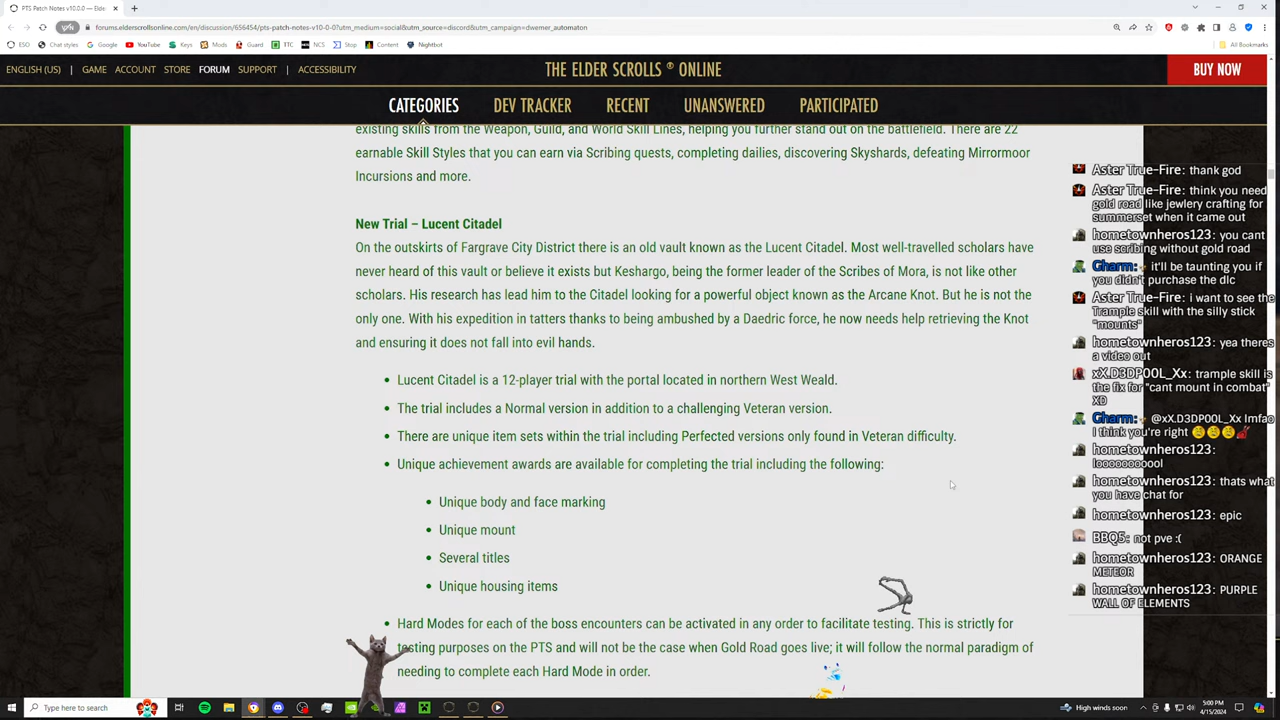 PTS Patch Notes v10.0.0 — Elde
forums.elderscrollsonline.com/en/discussion/656454/pts-patch-notes-v10-0-0?utm_medium=social&utm_source=discord&utm_campaign=dwemer_automaton
ESO Chat styles Google YouTube Keys Mods Guard TTC NCS Stop Content Nightbot All Bookmarks
ENGLISH (US) GAME ACCOUNT STORE FORUM SUPPORT ACCESSIBILITY THE ELDER SCROLLS ® ONLINE BUY NOW
CATEGORIES DEV TRACKER RECENT UNANSWERED PARTICIPATED
existing skills from the Weapon, Guild, and World Skill Lines, helping you further stand out on the battlefield. There are 22
earnable Skill Styles that you can earn via Scribing quests, completing dailies, discovering Skyshards, defeating Mirrormoor
Incursions and more.
New Trial – Lucent Citadel
On the outskirts of Fargrave City District there is an old vault known as the Lucent Citadel. Most well-travelled scholars have
never heard of this vault or believe it exists but Keshargo, being the former leader of the Scribes of Mora, is not like other
scholars. His research has lead him to the Citadel looking for a powerful object known as the Arcane Knot. But he is not the
only one. With his expedition in tatters thanks to being ambushed by a Daedric force, he now needs help retrieving the Knot
and ensuring it does not fall into evil hands.
• Lucent Citadel is a 12-player trial with the portal located in northern West Weald.
• The trial includes a Normal version in addition to a challenging Veteran version.
• There are unique item sets within the trial including Perfected versions only found in Veteran difficulty.
• Unique achievement awards are available for completing the trial including the following:
• Unique body and face marking
• Unique mount
• Several titles
• Unique housing items
• Hard Modes for each of the boss encounters can be activated in any order to facilitate testing. This is strictly for
testing purposes on the PTS and will not be the case when Gold Road goes live; it will follow the normal paradigm of
needing to complete each Hard Mode in order.
Aster True-Fire: thank god
Aster True-Fire: think you need
gold road like jewlery crafting for
summerset when it came out
hometownheros123: you cant
use scribing without gold road
Gharm: it'll be taunting you if
you didn't purchase the dlc
Aster True-Fire: i want to see the
Trample skill with the silly stick
"mounts"
hometownheros123: yea theres
a video out
xX.D3DP00L_Xx: trample skill is
the fix for "cant mount in combat"
XD
Gharm: @xX.D3DP00L_Xx lmfao
I think you're right
hometownheros123:
looooooooool
hometownheros123: thats what
you have chat for
hometownheros123: epic
BBQ5: not pve :(
hometownheros123: ORANGE
METEOR
hometownheros123: PURPLE
WALL OF ELEMENTS
Type here to search
High winds soon
5:00 PM
4/15/2024